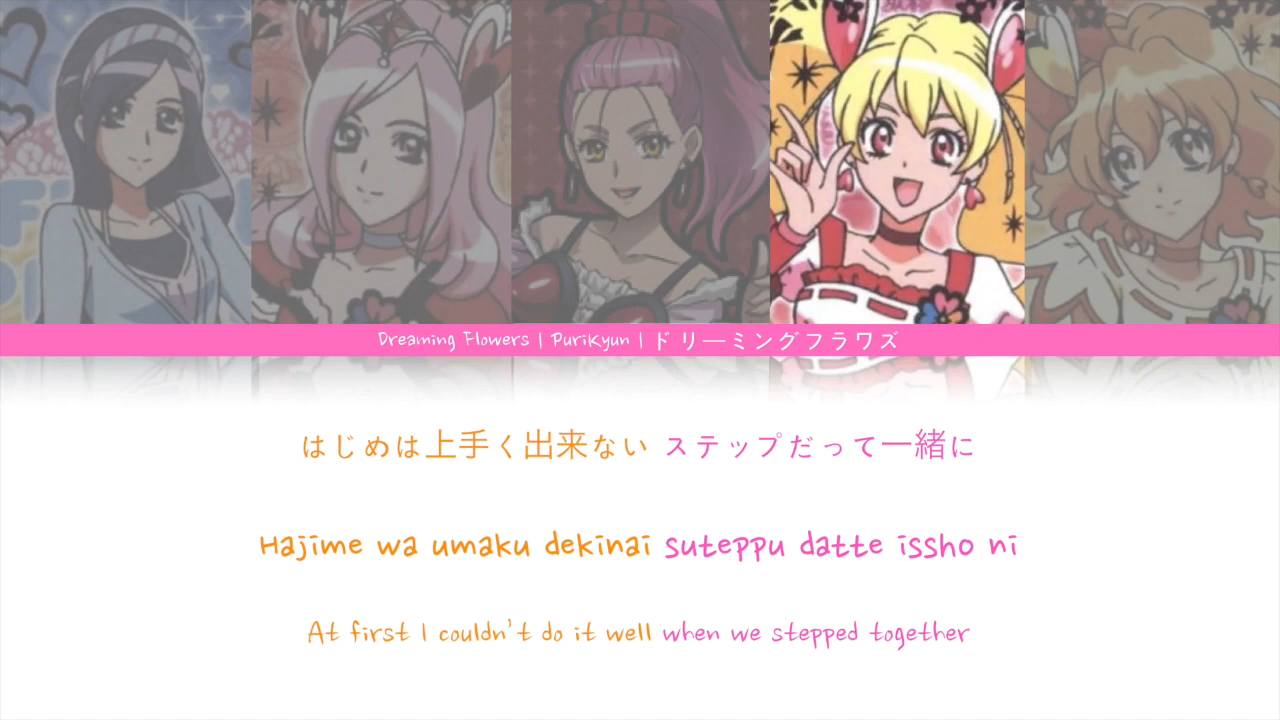 Dreaming Flowers | PuriKyun | ドリーミングフラワズ
はじめは上手く出来ない ステップだって一緒に
Hajime wa umaku dekinai suteppu datte issho ni
At first I couldn't do it well when we stepped together